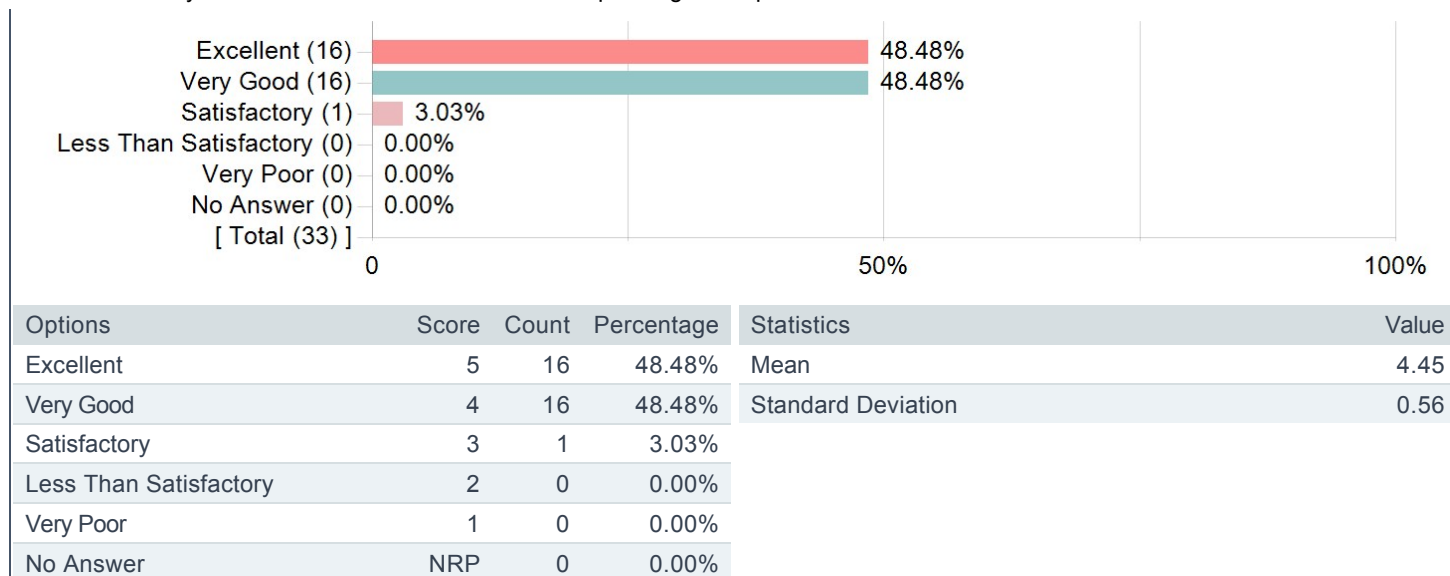 Excellent (16) 48.48%
Very Good (16) 48.48%
Satisfactory (1) 3.03%
Less Than Satisfactory (0) 0.00%
Very Poor (0) 0.00%
No Answer (0) 0.00%
[ Total (33) ]
0 50% 100%
Options Score Count Percentage Statistics Value
Excellent 5 16 48.48% Mean 4.45
Very Good 4 16 48.48% Standard Deviation 0.56
Satisfactory 3 1 3.03%
Less Than Satisfactory 2 0 0.00%
Very Poor 1 0 0.00%
No Answer NRP 0 0.00%